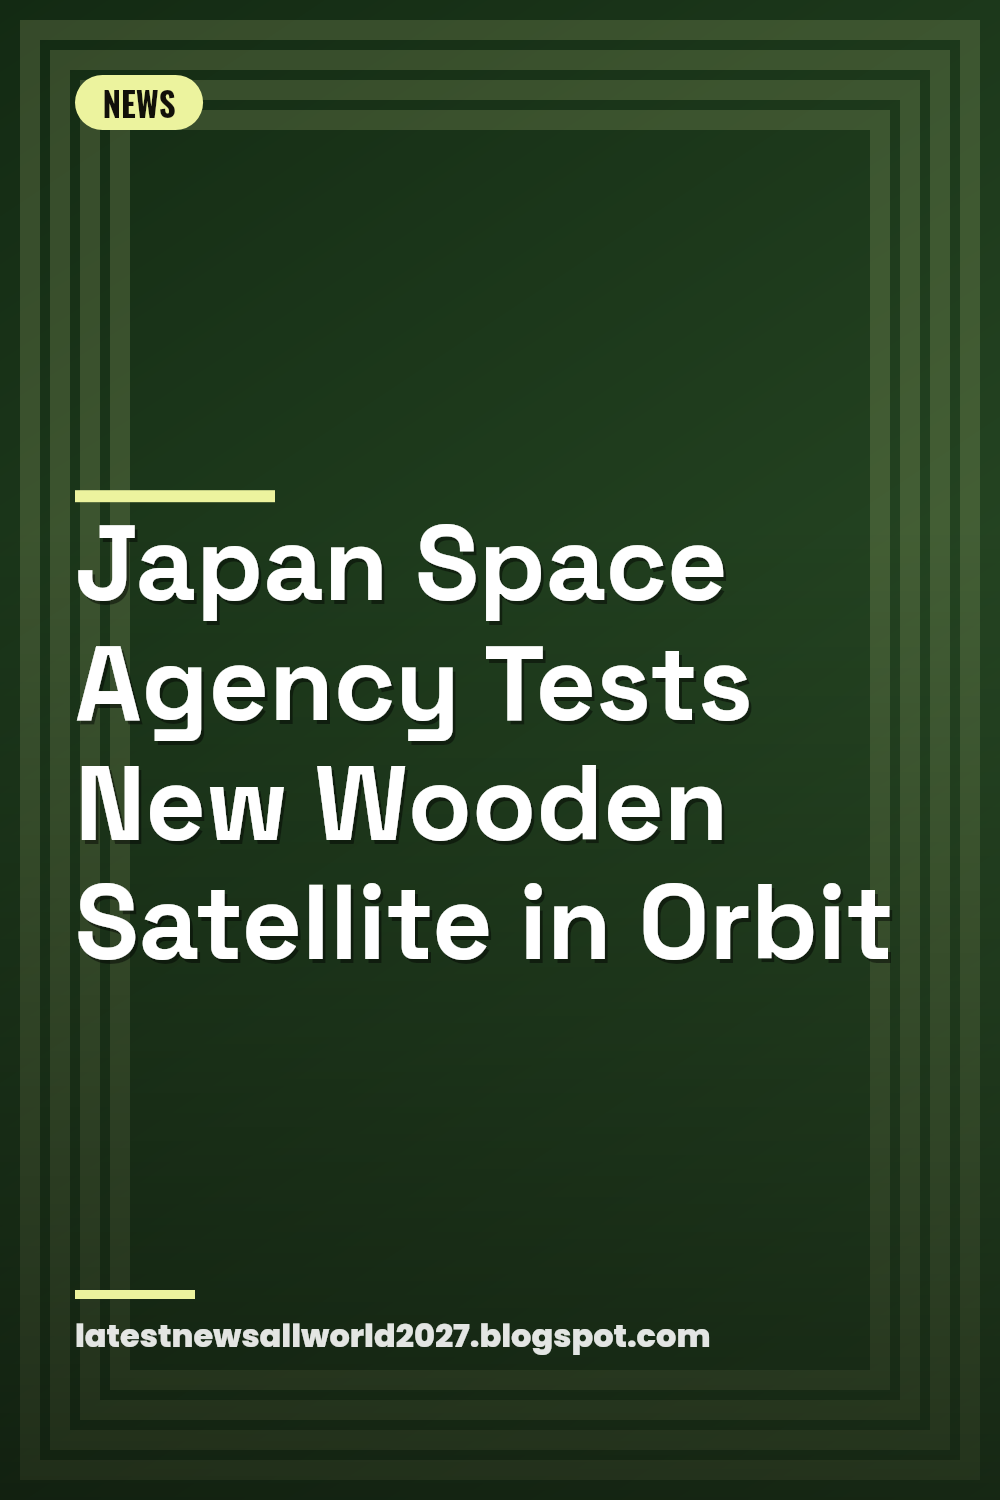 NEWS
Japan Space
Agency Tests
New Wooden
Satellite in Orbit
latestnewsallworld2027.blogspot.com